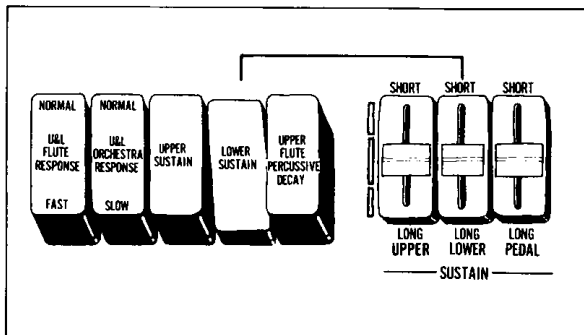 NORMAL
U&L
FLUTE
RESPONSE
FAST
NORMAL
U&L
ORCHESTRA
RESPONSE
SLOW
UPPER
SUSTAIN
LOWER
SUSTAIN
UPPER
FLUTE
PERCUSSIVE
DECAY
SHORT
SHORT
SHORT
LONG
UPPER
LONG
LOWER
LONG
PEDAL
SUSTAIN